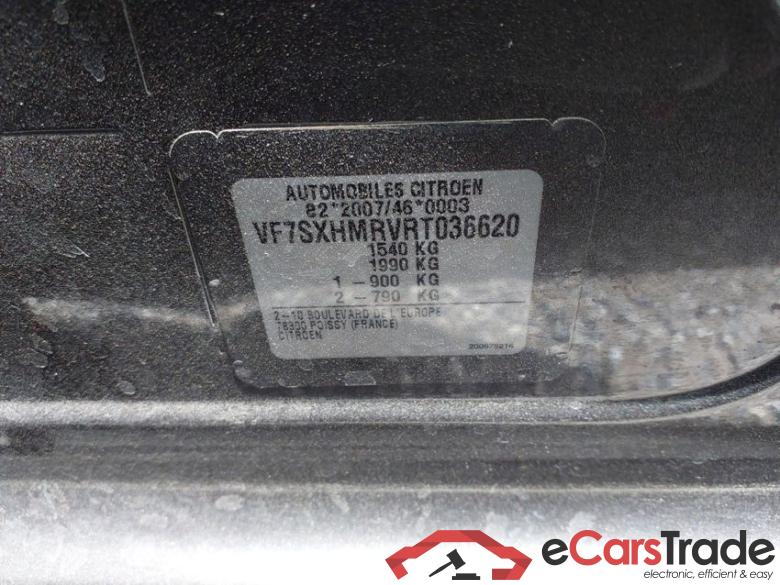 AUTOMOBILES CITROEN
e2*2007/46*0003
VF7SXHMRVRT036620
1540 KG
1990 KG
1 - 900 KG
2 - 790 KG
2-10 BOULEVARD DE L'EUROPE
78300 POISSY (FRANCE)
CITROEN
eCarsTrade
electronic, efficient & easy